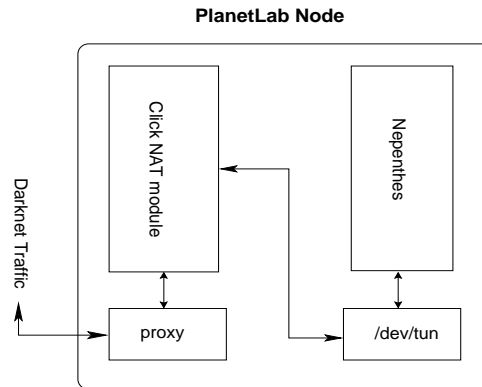 PlanetLab Node
Click NAT module
Nepenthes
Darknet Traffic
proxy
/dev/tun